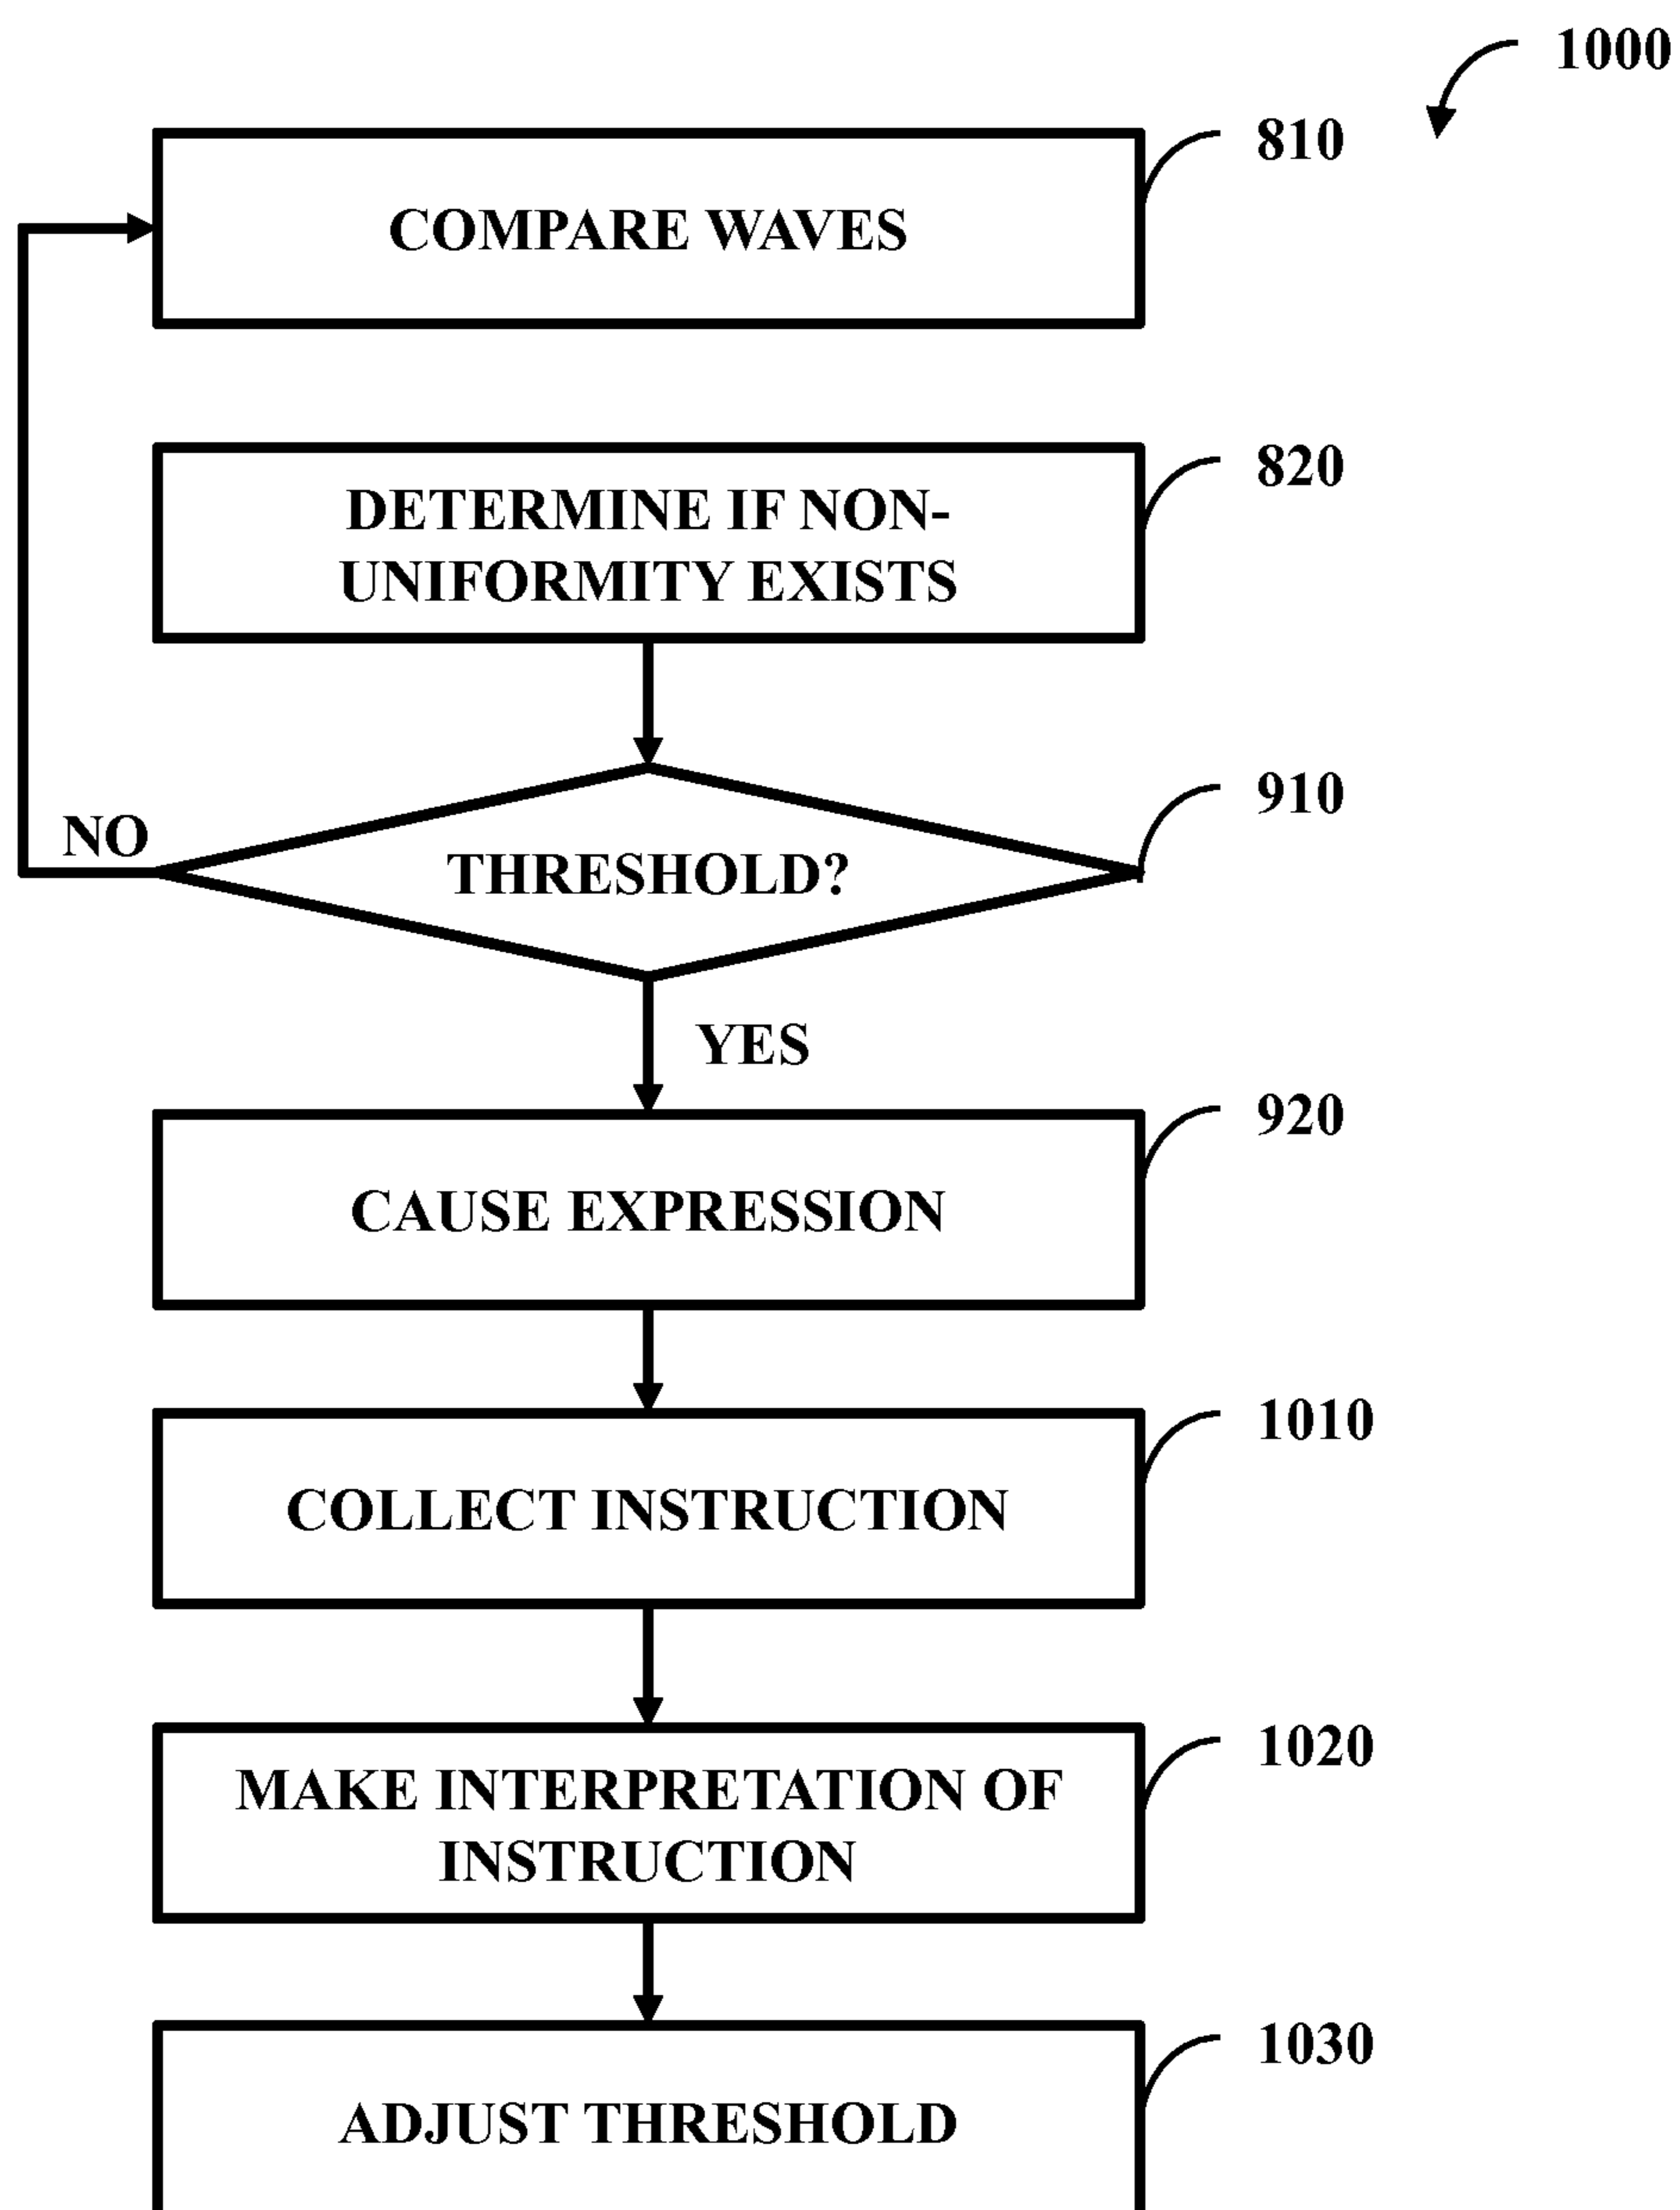 1000
810
COMPARE WAVES
820
DETERMINE IF NON-
UNIFORMITY EXISTS
910
NO
THRESHOLD?
YES
920
CAUSE EXPRESSION
1010
COLLECT INSTRUCTION
1020
MAKE INTERPRETATION OF
INSTRUCTION
1030
ADJUST THRESHOLD